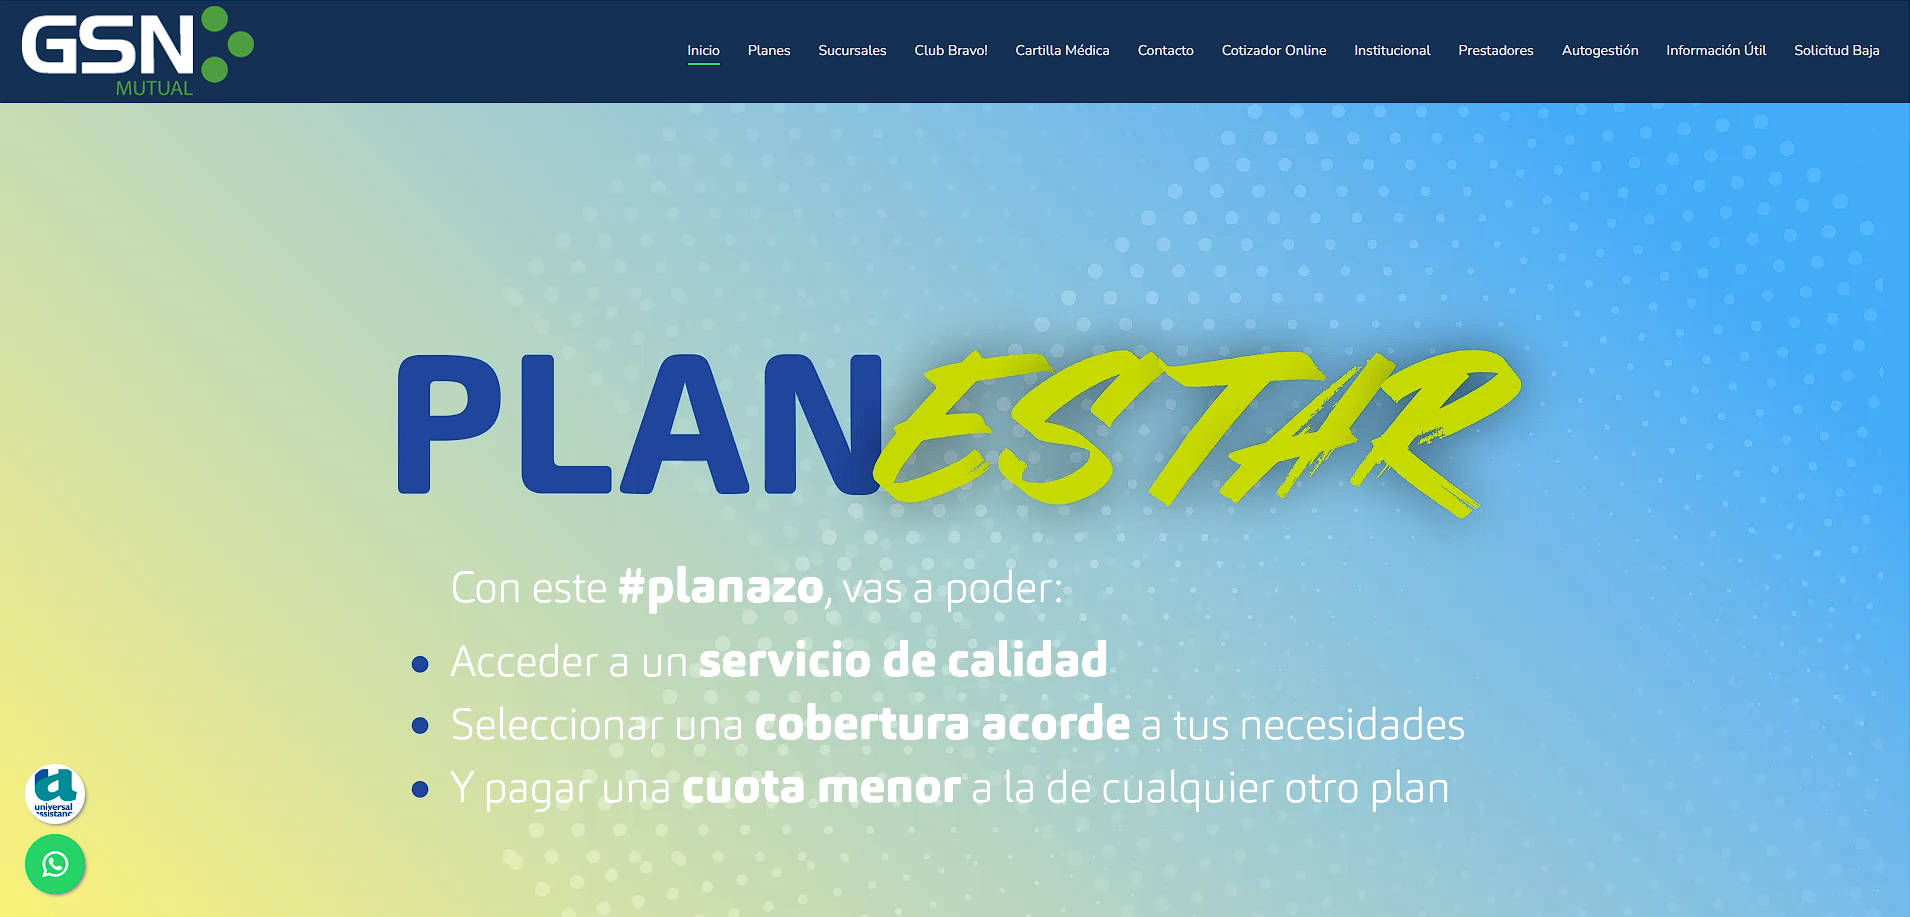 GSN
MUTUAL
Inicio Planes Sucursales Club Bravo! Cartilla Médica Contacto Cotizador Online Institucional Prestadores Autogestión Información Útil Solicitud Baja
PLAN ESTAR
Con este #planazo, vas a poder:
• Acceder a un servicio de calidad
• Seleccionar una cobertura acorde a tus necesidades
• Y pagar una cuota menor a la de cualquier otro plan
universal
assistanc